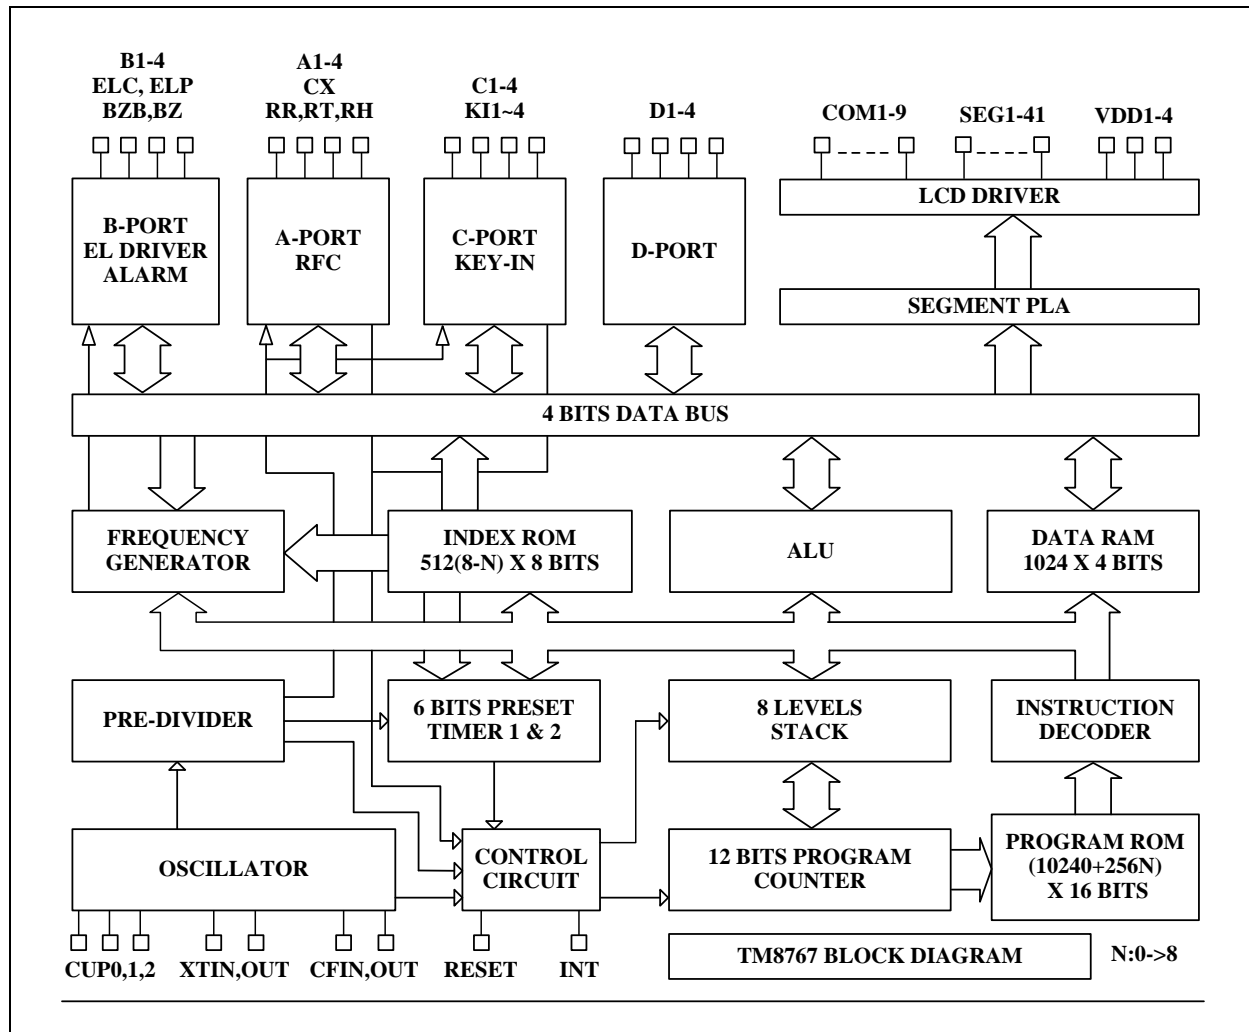 B1-4
ELC, ELP
BZB,BZ
A1-4
CX
RR,RT,RH
C1-4
KI1~4
D1-4
COM1-9
SEG1-41
VDD1-4
B-PORT
EL DRIVER
ALARM
A-PORT
RFC
C-PORT
KEY-IN
D-PORT
LCD DRIVER
SEGMENT PLA
4 BITS DATA BUS
FREQUENCY
GENERATOR
INDEX ROM
512(8-N) X 8 BITS
ALU
DATA RAM
1024 X 4 BITS
PRE-DIVIDER
6 BITS PRESET
TIMER 1 & 2
8 LEVELS
STACK
INSTRUCTION
DECODER
OSCILLATOR
CONTROL
CIRCUIT
12 BITS PROGRAM
COUNTER
PROGRAM ROM
(10240+256N)
X 16 BITS
CUP0,1,2
XTIN,OUT
CFIN,OUT
RESET
INT
TM8767 BLOCK DIAGRAM
N:0->8